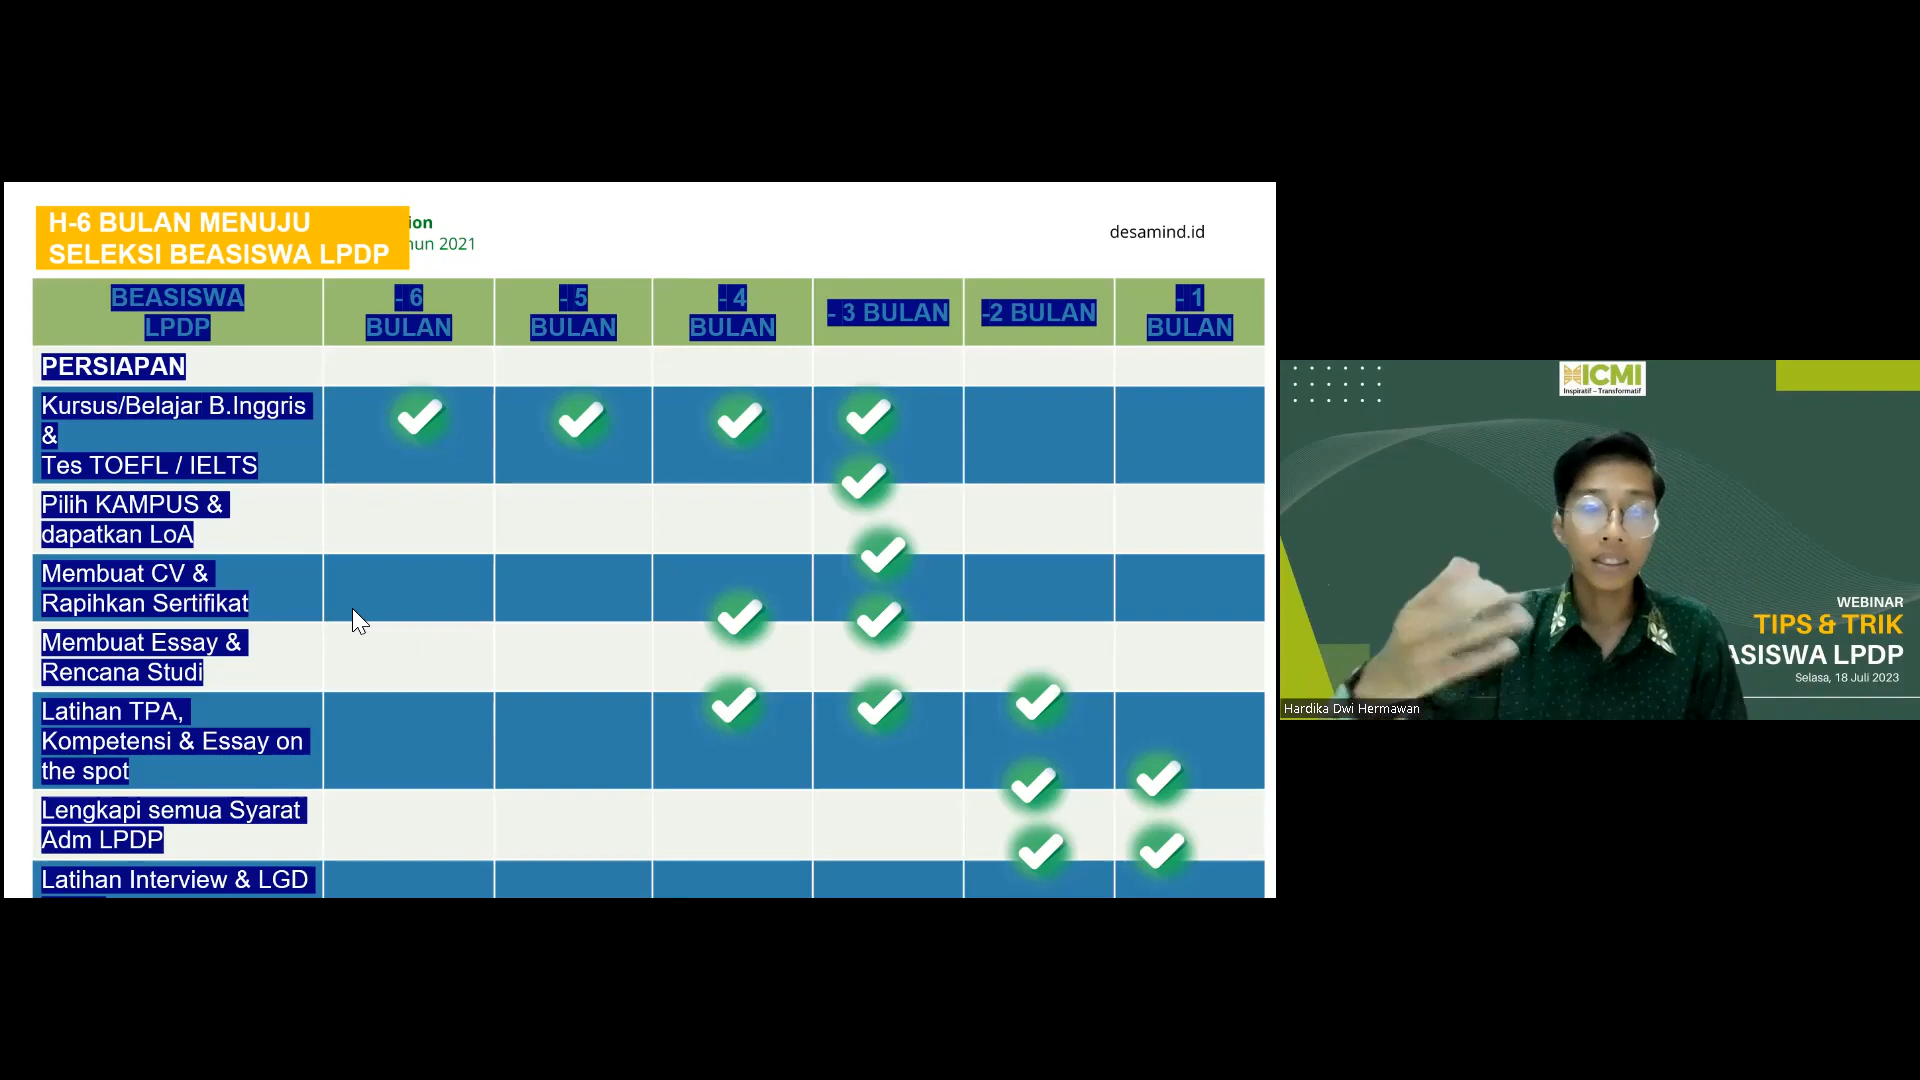 H-6 BULAN MENUJU
SELEKSI BEASISWA LPDP
ion
hun 2021
desamind.id
BEASISWA
LPDP
- 6
BULAN
- 5
BULAN
- 4
BULAN
- 3 BULAN
-2 BULAN
- 1
BULAN
PERSIAPAN
Kursus/Belajar B.Inggris
&
Tes TOEFL / IELTS
Pilih KAMPUS &
dapatkan LoA
Membuat CV &
Rapihkan Sertifikat
Membuat Essay &
Rencana Studi
Latihan TPA,
Kompetensi & Essay on
the spot
Lengkapi semua Syarat
Adm LPDP
Latihan Interview & LGD
ICMI
Inspiratif – Transformatif
WEBINAR
TIPS & TRIK
ASISWA LPDP
Selasa, 18 Juli 2023
Hardika Dwi Hermawan